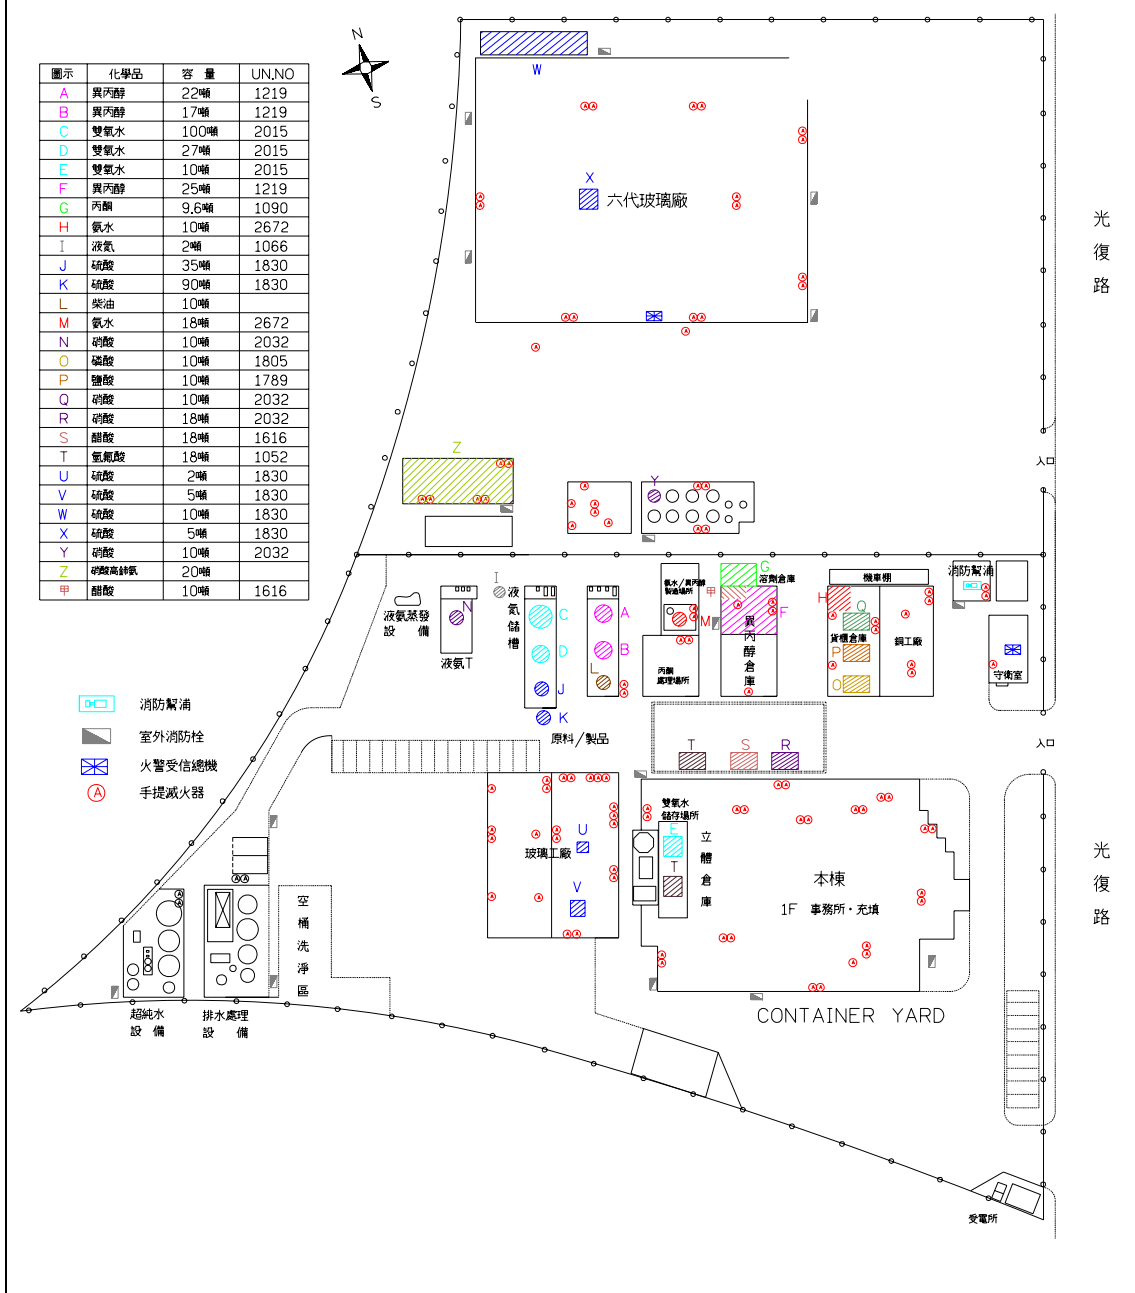 N
S
圖示 化學品 容 量 UN.NO
A 異丙醇 22噸 1219
B 異丙醇 17噸 1219
C 雙氧水 100噸 2015
D 雙氧水 27噸 2015
E 雙氧水 10噸 2015
F 異丙醇 25噸 1219
G 丙酮 9.6噸 1090
H 氨水 10噸 2672
I 液氮 2噸 1066
J 硫酸 35噸 1830
K 硫酸 90噸 1830
L 柴油 10噸
M 氨水 18噸 2672
N 硝酸 10噸 2032
O 磷酸 10噸 1805
P 鹽酸 10噸 1789
Q 硝酸 10噸 2032
R 硝酸 18噸 2032
S 醋酸 18噸 1616
T 氫氟酸 18噸 1052
U 硫酸 2噸 1830
V 硫酸 5噸 1830
W 硫酸 10噸 1830
X 硫酸 5噸 1830
Y 硝酸 10噸 2032
Z 硝酸高鈰氨 20噸
甲 醋酸 10噸 1616
W
X
六代玻璃廠
光復路
入口
Z
Y
I
液氮儲槽
液氨蒸發
設 備
N
液氨T
C
D
J
K
A
B
L
原料/製品
氨水/異丙醇
製造場所
M
丙酮
處理場所
甲
G
溶劑倉庫
F
異丙醇倉庫
機車棚
H
Q
貨櫃倉庫
P
O
鋼工廠
消防幫浦
守衛室
入口
T
S
R
消防幫浦
室外消防栓
火警受信總機
A 手提滅火器
玻璃工廠
U
V
雙氧水
儲存場所
E
T
立體倉庫
本棟
1F 事務所・充填
光復路
空桶洗淨區
超純水
設 備
排水處理
設 備
CONTAINER YARD
受電所